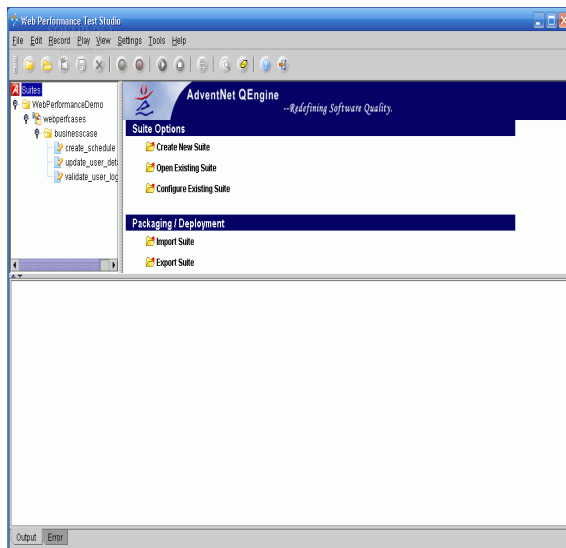 Web Performance Test Studio
File Edit Record Play View Settings Tools Help
Suites
WebPerformanceDemo
webperfcases
businesscase
create_schedule
update_user_det
validate_user_log
AdventNet QEngine
--Redefining Software Quality.
Suite Options
Create New Suite
Open Existing Suite
Configure Existing Suite
Packaging / Deployment
Import Suite
Export Suite
Output Error